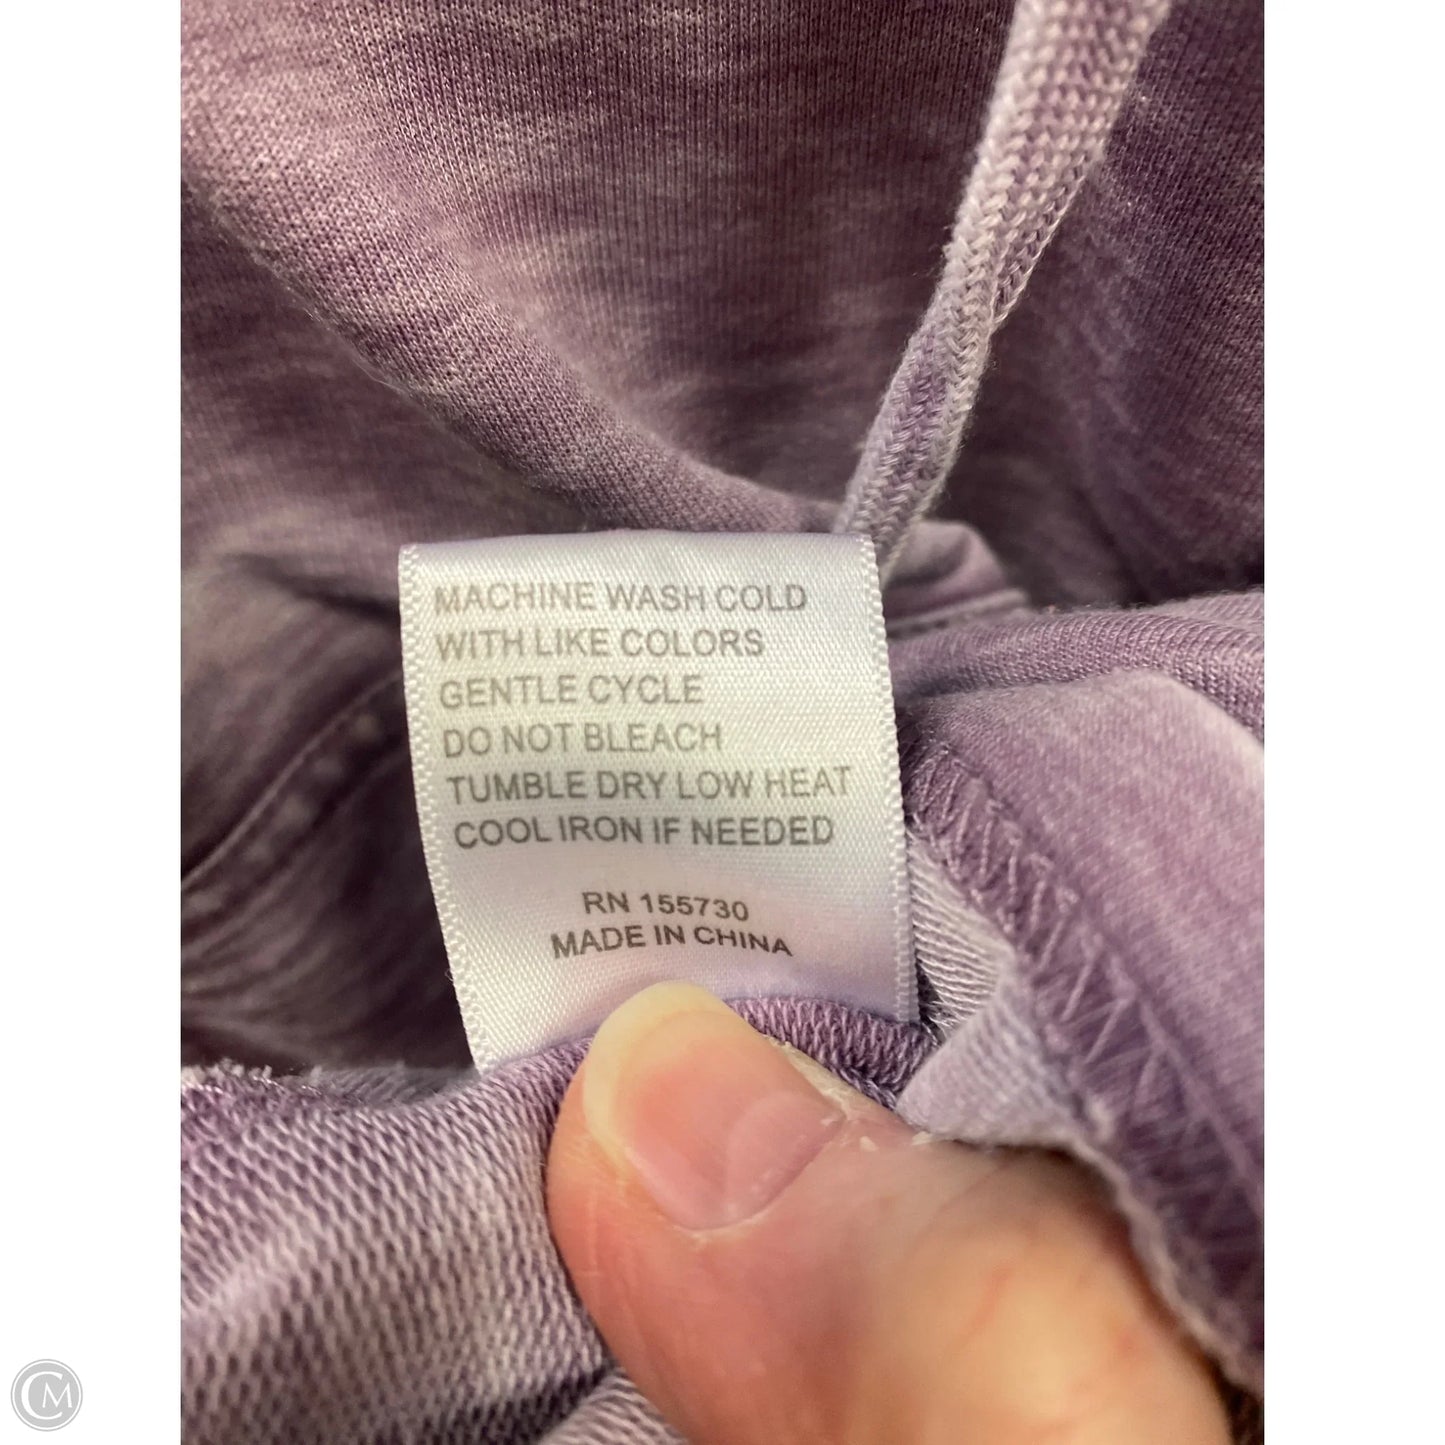 MACHINE WASH COLD
WITH LIKE COLORS
GENTLE CYCLE
DO NOT BLEACH
TUMBLE DRY LOW HEAT
COOL IRON IF NEEDED
RN 155730
MADE IN CHINA
CM